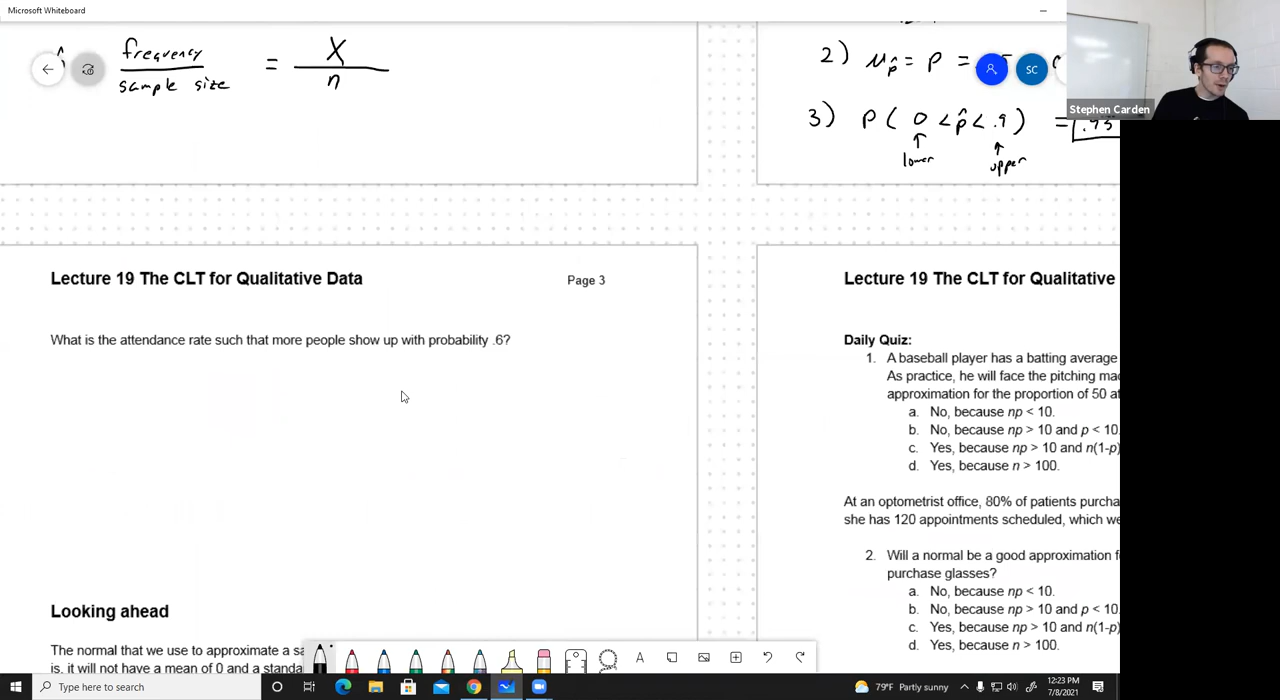 Microsoft Whiteboard
frequency
sample size
= X
n
2) μp̂ = p =
3) P( 0 < p̂ < .9 ) =
lower
upper
SC
Stephen Carden
Lecture 19 The CLT for Qualitative Data
Page 3
What is the attendance rate such that more people show up with probability .6?
Looking ahead
The normal that we use to approximate a sa
is, it will not have a mean of 0 and a standa
Lecture 19 The CLT for Qualitative
Daily Quiz:
1. A baseball player has a batting average
As practice, he will face the pitching mac
approximation for the proportion of 50 at
a. No, because np < 10.
b. No, because np > 10 and p < 10.
c. Yes, because np > 10 and n(1-p)
d. Yes, because n > 100.
At an optometrist office, 80% of patients purcha
she has 120 appointments scheduled, which we
2. Will a normal be a good approximation f
purchase glasses?
a. No, because np < 10.
b. No, because np > 10 and p < 10.
c. Yes, because np > 10 and n(1-p)
d. Yes, because n > 100.
A
Type here to search
79°F Partly sunny
12:23 PM
7/8/2021